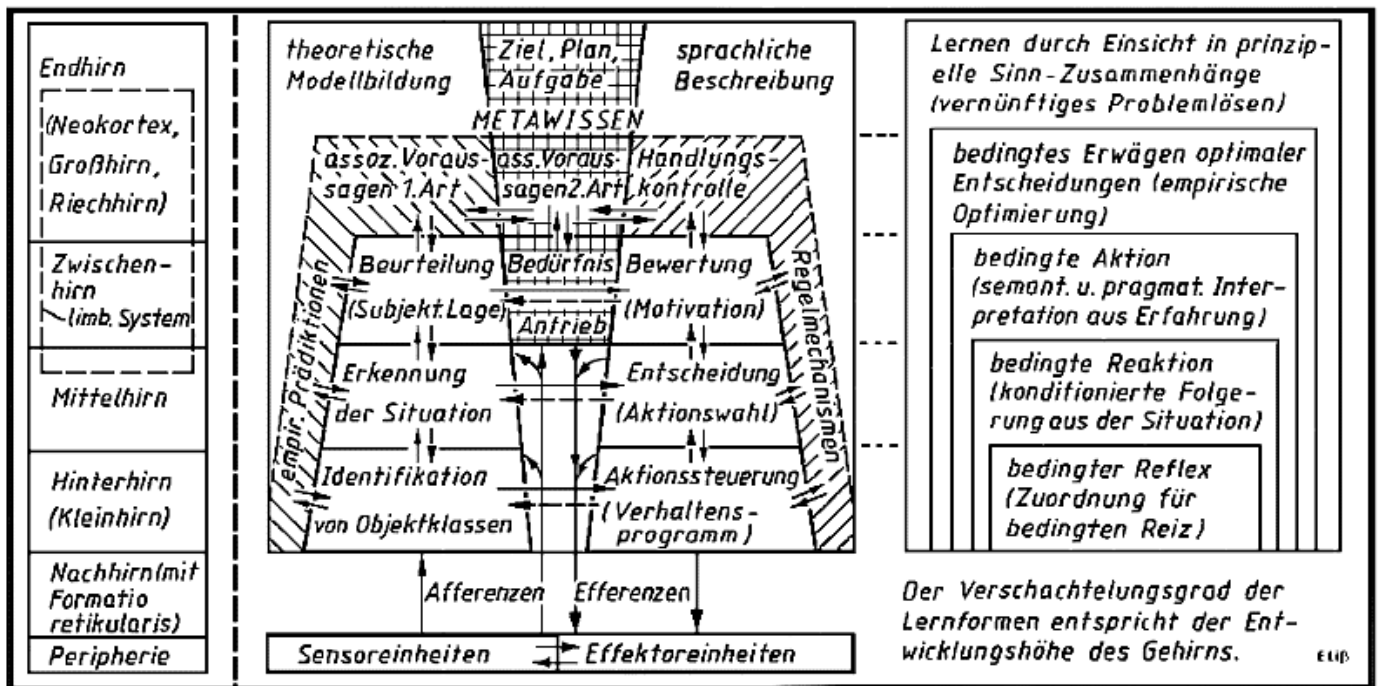 Endhirn
(Neokortex,
Großhirn,
Riechhirn)
Zwischen-
hirn
limb. System
Mittelhirn
Hinterhirn
(Kleinhirn)
Nachhirn (mit
Formatio
retikularis)
Peripherie
theoretische
Modellbildung
Ziel, Plan,
Aufgabe
sprachliche
Beschreibung
METAWISSEN
assoz. Voraus-
sagen 1. Art
ass. Voraus-
sagen 2. Art
Handlungs-
kontrolle
empir. Prädiktionen
Regelmechanismen
Beurteilung
(Subjekt. Lage)
Bedürfnis
Antrieb
Bewertung
(Motivation)
Erkennung
der Situation
Entscheidung
(Aktionswahl)
Identifikation
von Objektklassen
Aktionssteuerung
(Verhaltens-
programm)
Afferenzen
Efferenzen
Sensoreinheiten
Effektoreinheiten
Lernen durch Einsicht in prinzip-
elle Sinn-Zusammenhänge
(vernünftiges Problemlösen)
bedingtes Erwägen optimaler
Entscheidungen (empirische
Optimierung)
bedingte Aktion
(semant. u. pragmat. Inter-
pretation aus Erfahrung)
bedingte Reaktion
(konditionierte Folge-
rung aus der Situation)
bedingter Reflex
(Zuordnung für
bedingten Reiz)
Der Verschachtelungsgrad der
Lernformen entspricht der Ent-
wicklungshöhe des Gehirns.
Eliß